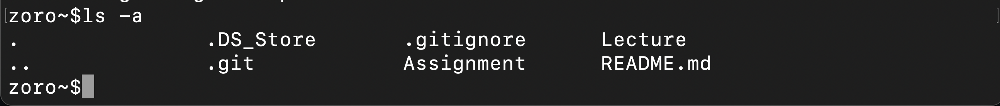 zoro~$ls -a
. .DS_Store .gitignore Lecture
.. .git Assignment README.md
zoro~$